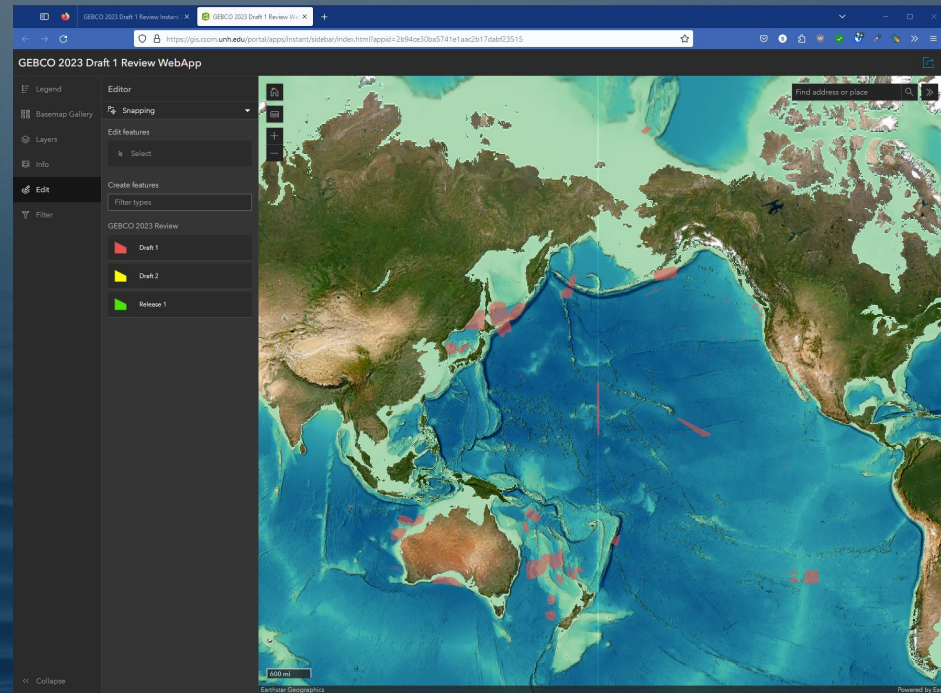 GEBCO 2023 Draft 1 Review Instant
GEBCO 2023 Draft 1 Review We
https://gis.ccom.unh.edu/portal/apps/instant/sidebar/index.html?appid=2b94ce30ba5741e1aac2b17dabf23515
GEBCO 2023 Draft 1 Review WebApp
Legend
Basemap Gallery
Layers
Info
Edit
Filter
Collapse
Editor
Snapping
Edit features
Select
Create features
Filter types
GEBCO 2023 Review
Draft 1
Draft 2
Release 1
Find address or place
600 mi
Earthstar Geographics
Powered by